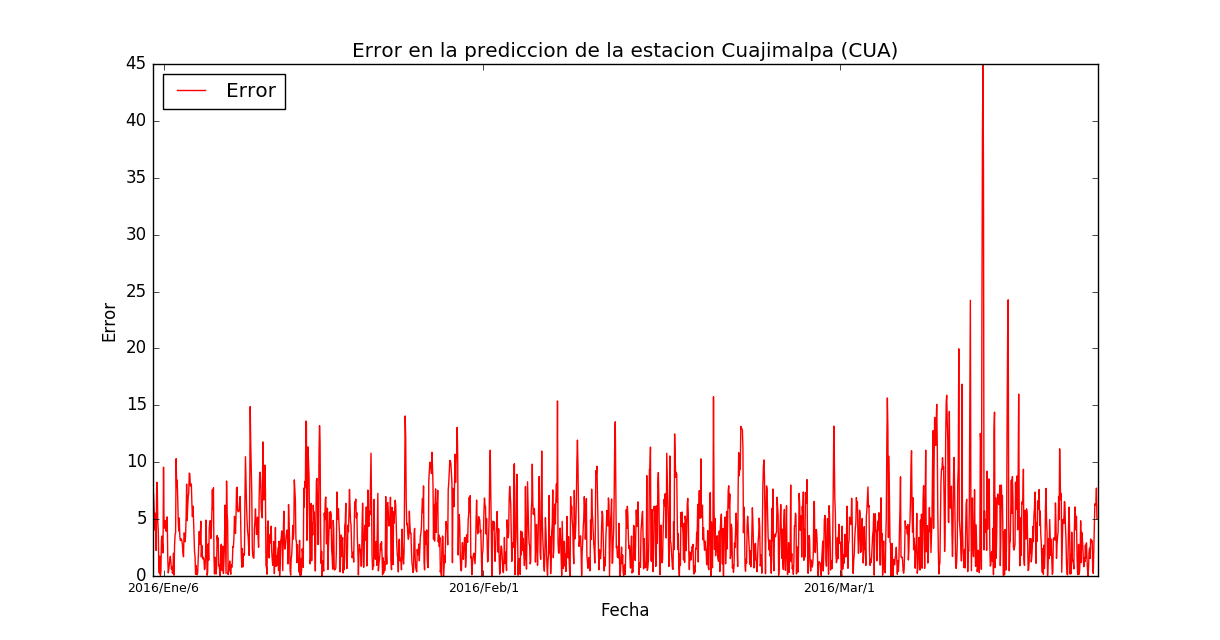 Error en la prediccion de la estacion Cuajimalpa (CUA)
45
Error
40
35
30
25
20
15
10
5
0
Error
2016/Ene/6 2016/Feb/1 2016/Mar/1
Fecha